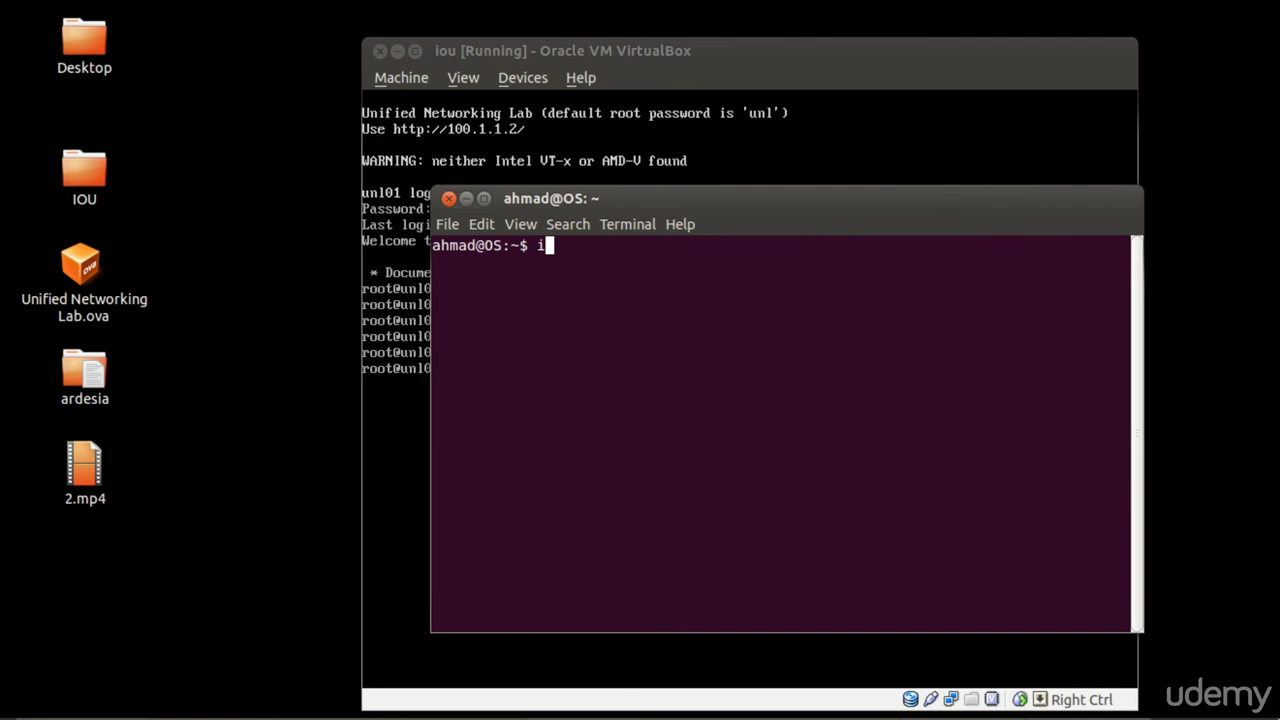 Desktop
IOU
Unified Networking
Lab.ova
ova
ardesia
2.mp4
iou [Running] - Oracle VM VirtualBox
Machine View Devices Help
Unified Networking Lab (default root password is 'unl')
Use http://100.1.1.2/
WARNING: neither Intel VT-x or AMD-V found
unl01 log
Password:
Last logi
Welcome t
* Docume
root@unl0
root@unl0
root@unl0
root@unl0
root@unl0
root@unl0
ahmad@OS: ~
File Edit View Search Terminal Help
ahmad@OS:~$ i
Right Ctrl
udemy